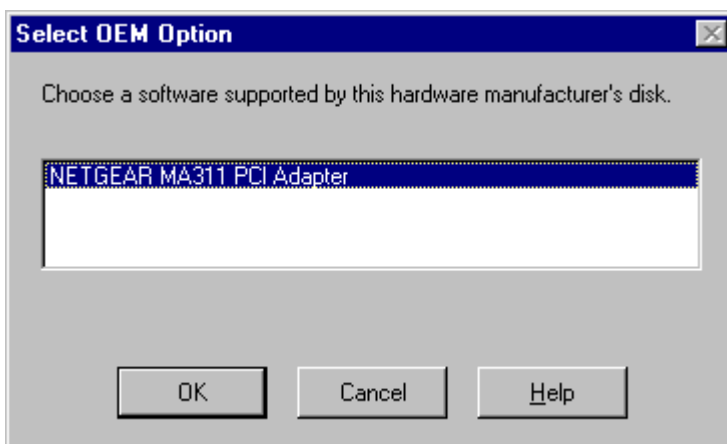 Select OEM Option
Choose a software supported by this hardware manufacturer's disk.
NETGEAR MA311 PCI Adapter
OK Cancel Help